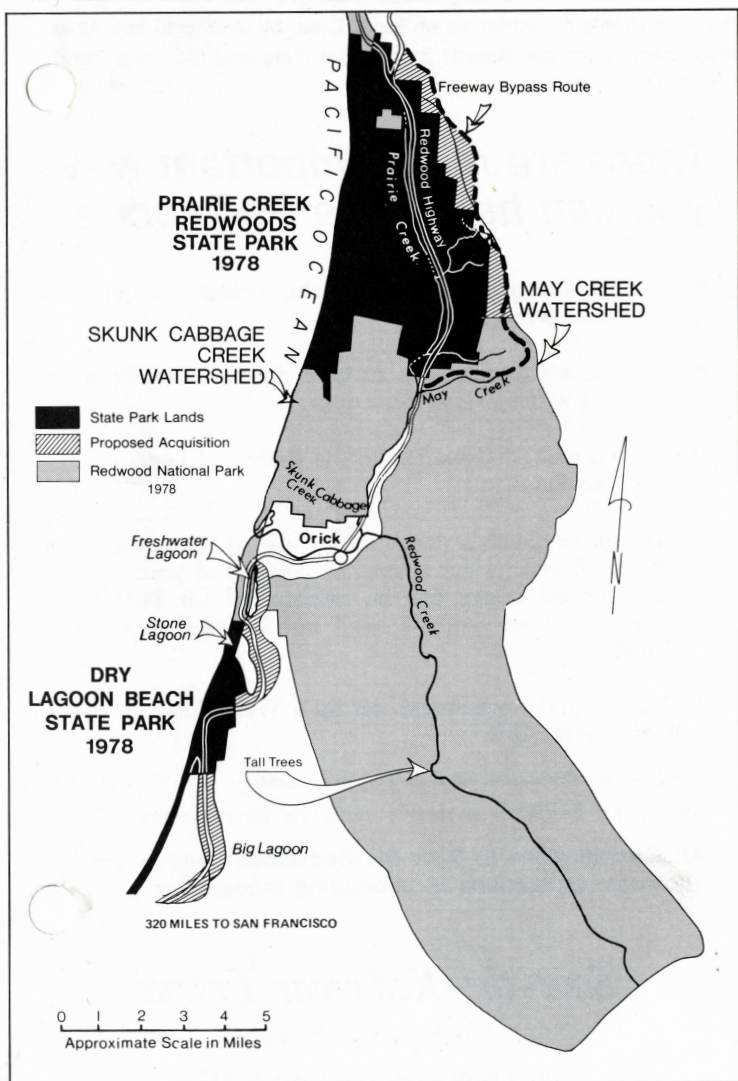 PACIFIC OCEAN
Freeway Bypass Route
Redwood Highway
Prairie Creek
PRAIRIE CREEK
REDWOODS
STATE PARK
1978
MAY CREEK
WATERSHED
SKUNK CABBAGE
CREEK
WATERSHED
May Creek
State Park Lands
Proposed Acquisition
Redwood National Park
1978
Skunk Cabbage
Creek
Orick
Freshwater
Lagoon
Redwood Creek
N
Stone
Lagoon
DRY
LAGOON BEACH
STATE PARK
1978
Tall Trees
Big Lagoon
320 MILES TO SAN FRANCISCO
0 1 2 3 4 5
Approximate Scale in Miles